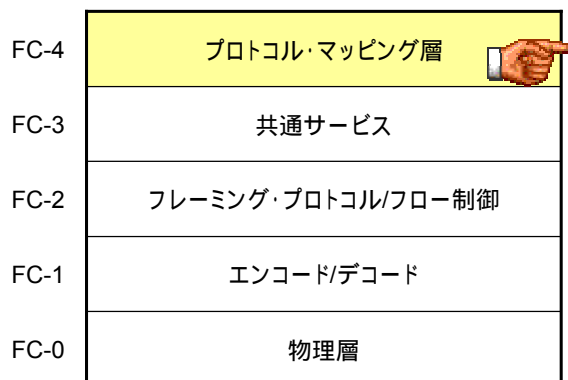 FC-4 プロトコル・マッピング層
FC-3 共通サービス
FC-2 フレーミング・プロトコル/フロー制御
FC-1 エンコード/デコード
FC-0 物理層